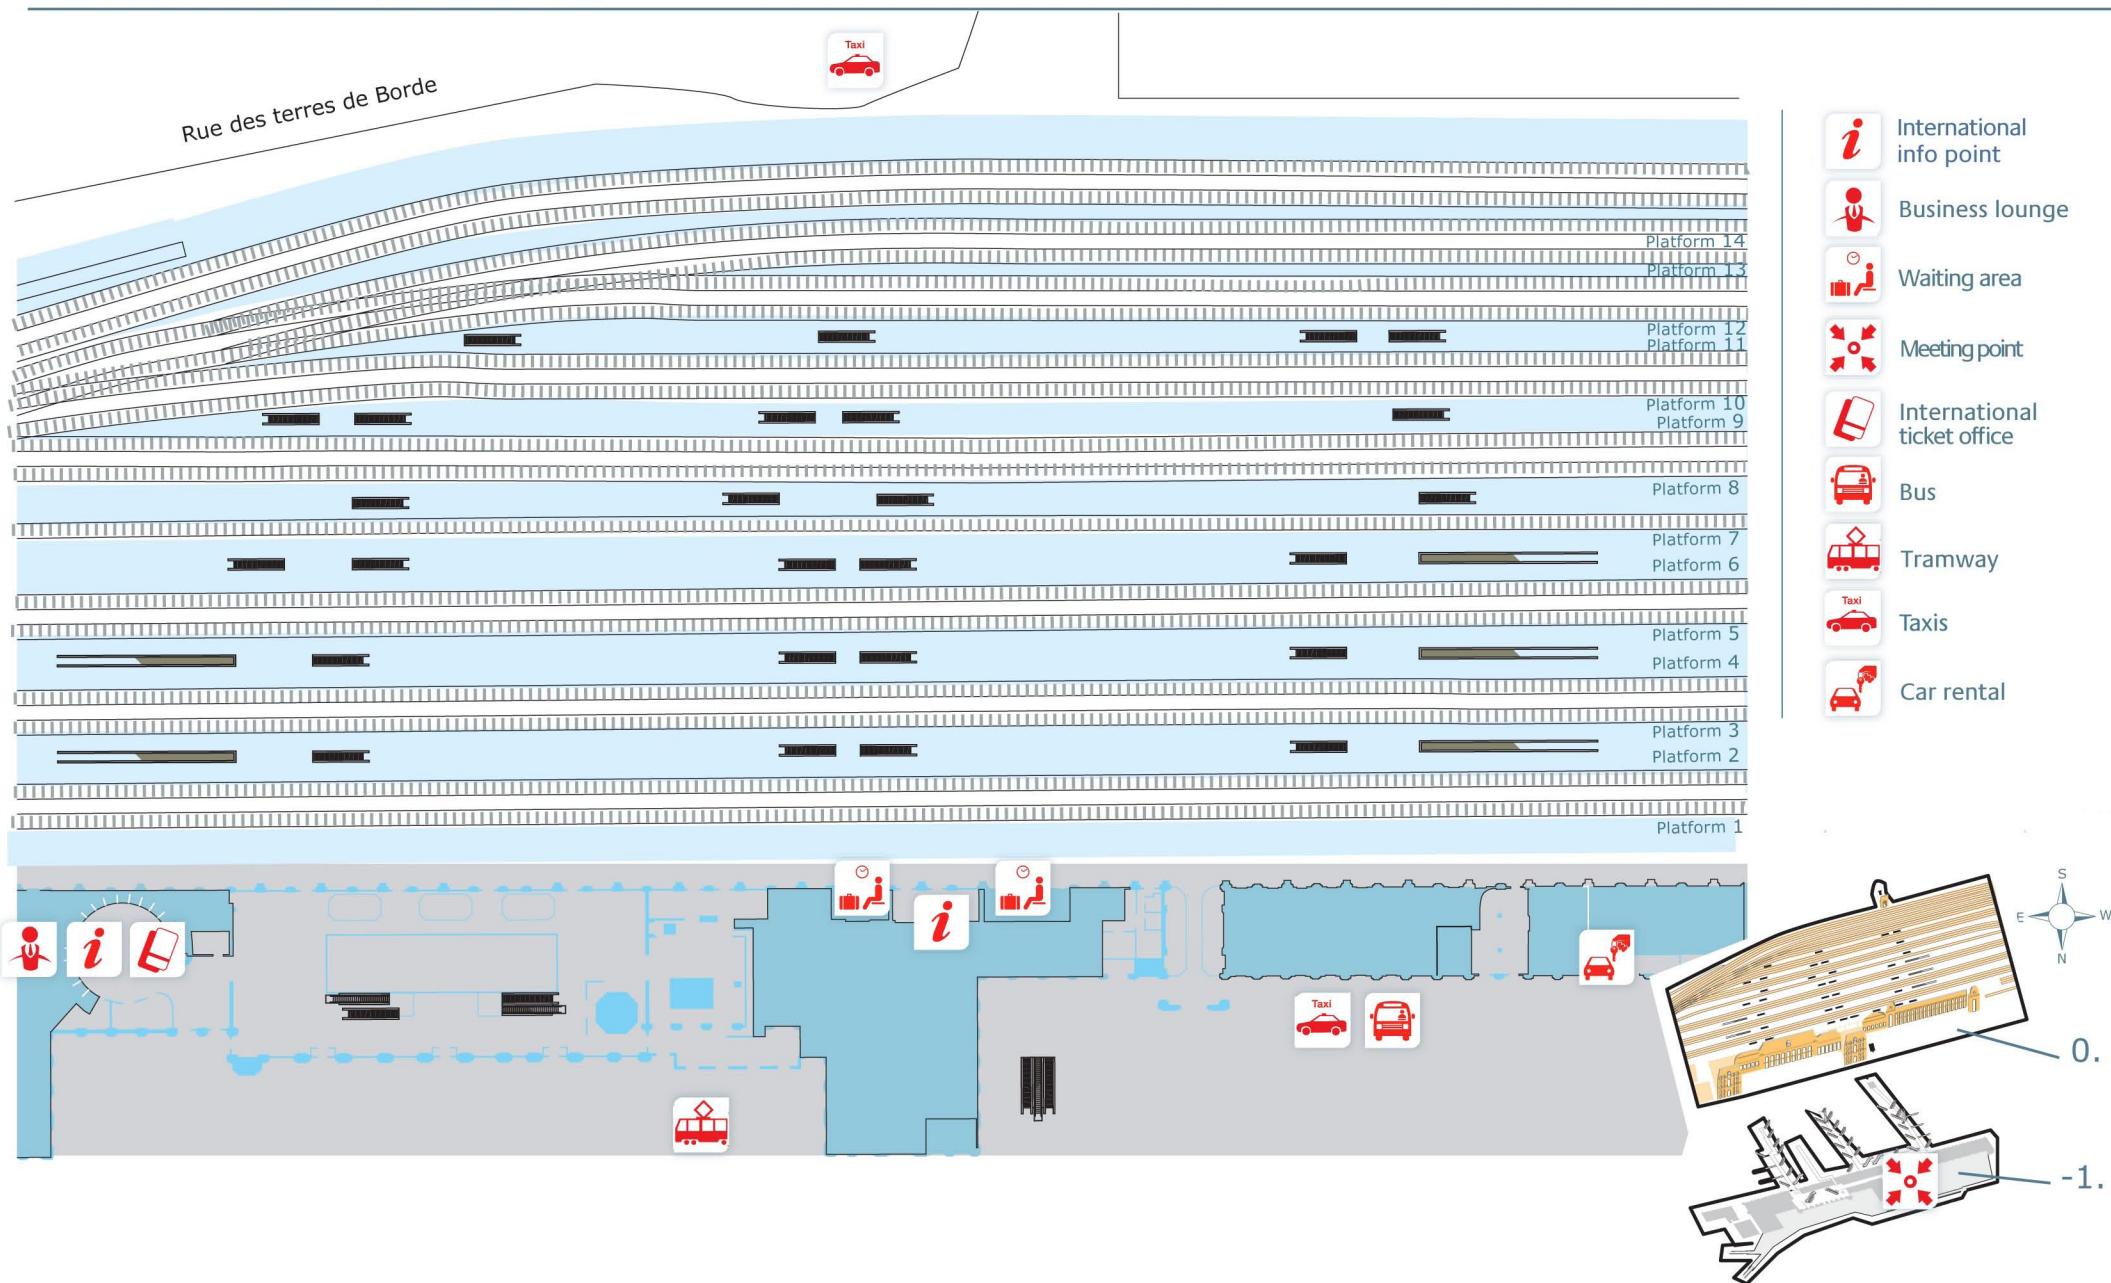 Taxi
Rue des terres de Borde
Platform 14
Platform 13
Platform 12
Platform 11
Platform 10
Platform 9
Platform 8
Platform 7
Platform 6
Platform 5
Platform 4
Platform 3
Platform 2
Platform 1
Taxi
International
info point
Business lounge
Waiting area
Meeting point
International
ticket office
Bus
Tramway
Taxi
Taxis
Car rental
S
E
W
N
0.
-1.